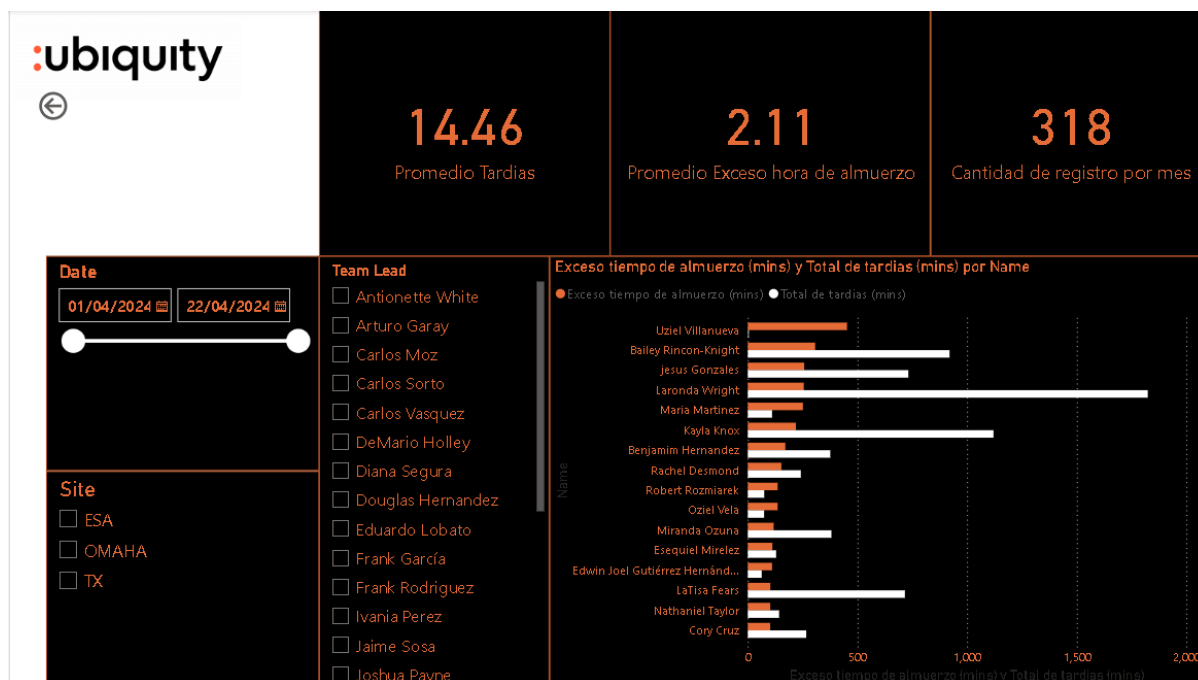 :ubiquity
14.46
Promedio Tardias
2.11
Promedio Exceso hora de almuerzo
318
Cantidad de registro por mes
Date
01/04/2024
22/04/2024
Site
ESA
OMAHA
TX
Team Lead
Antionette White
Arturo Garay
Carlos Moz
Carlos Sorto
Carlos Vasquez
DeMario Holley
Diana Segura
Douglas Hernandez
Eduardo Lobato
Frank García
Frank Rodriguez
Ivania Perez
Jaime Sosa
Joshua Payne
Exceso tiempo de almuerzo (mins) y Total de tardias (mins) por Name
Exceso tiempo de almuerzo (mins) Total de tardias (mins)
Name
Uziel Villanueva
Bailey Rincon-Knight
jesus Gonzales
Laronda Wright
Maria Martinez
Kayla Knox
Benjamim Hernandez
Rachel Desmond
Robert Rozmiarek
Oziel Vela
Miranda Ozuna
Esequiel Mirelez
Edwin Joel Gutiérrez Hernánd...
LaTisa Fears
Nathaniel Taylor
Cory Cruz
0 500 1,000 1,500 2,000
Exceso tiempo de almuerzo (mins) y Total de tardias (mins)